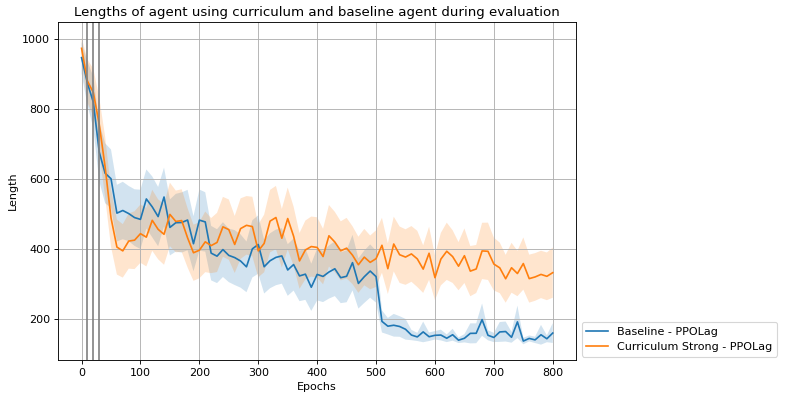 Lengths of agent using curriculum and baseline agent during evaluation
1000
800
600
400
200
Length
0 100 200 300 400 500 600 700 800
Epochs
Baseline - PPOLag
Curriculum Strong - PPOLag